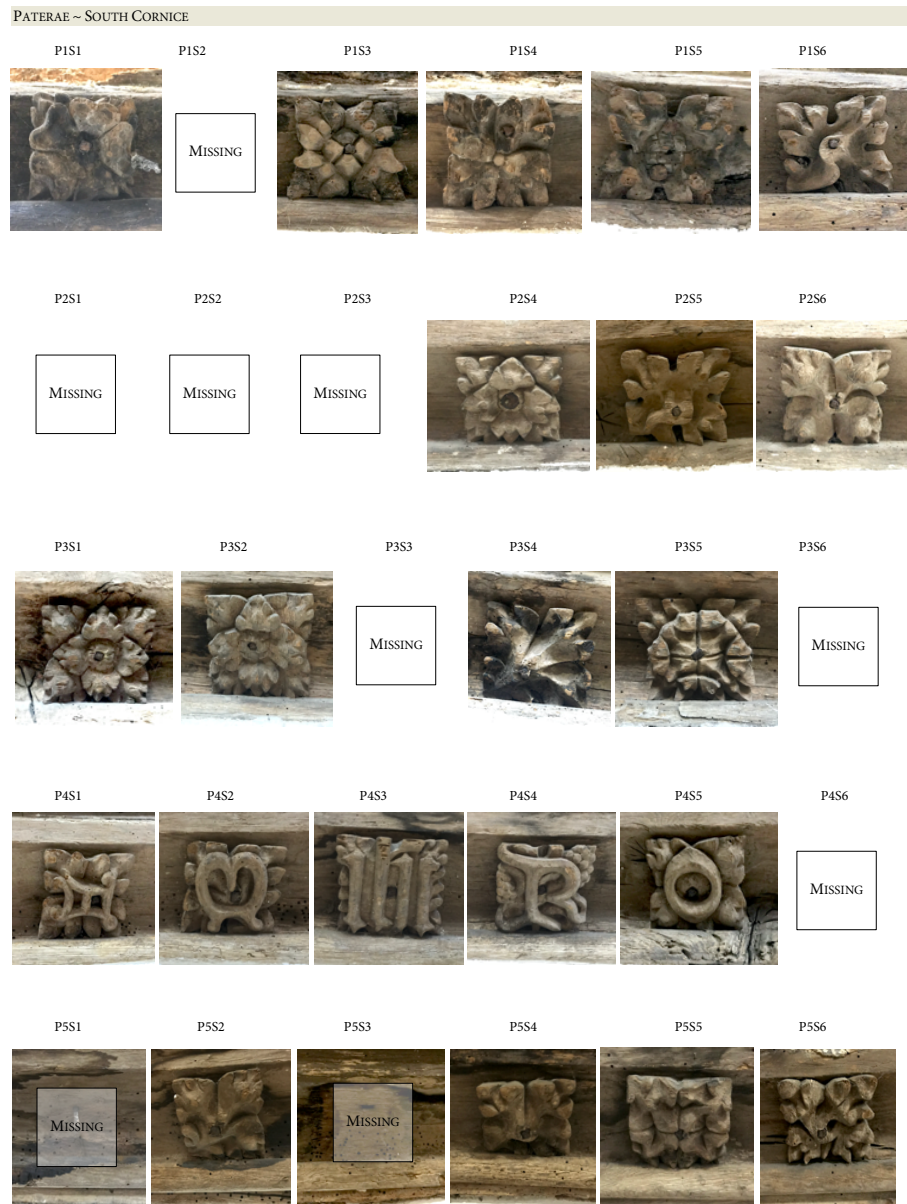 PATERAE ~ SOUTH CORNICE
P1S1 P1S2 P1S3 P1S4 P1S5 P1S6
MISSING
P2S1 P2S2 P2S3 P2S4 P2S5 P2S6
MISSING MISSING MISSING
P3S1 P3S2 P3S3 P3S4 P3S5 P3S6
MISSING MISSING
P4S1 P4S2 P4S3 P4S4 P4S5 P4S6
MISSING
P5S1 P5S2 P5S3 P5S4 P5S5 P5S6
MISSING MISSING